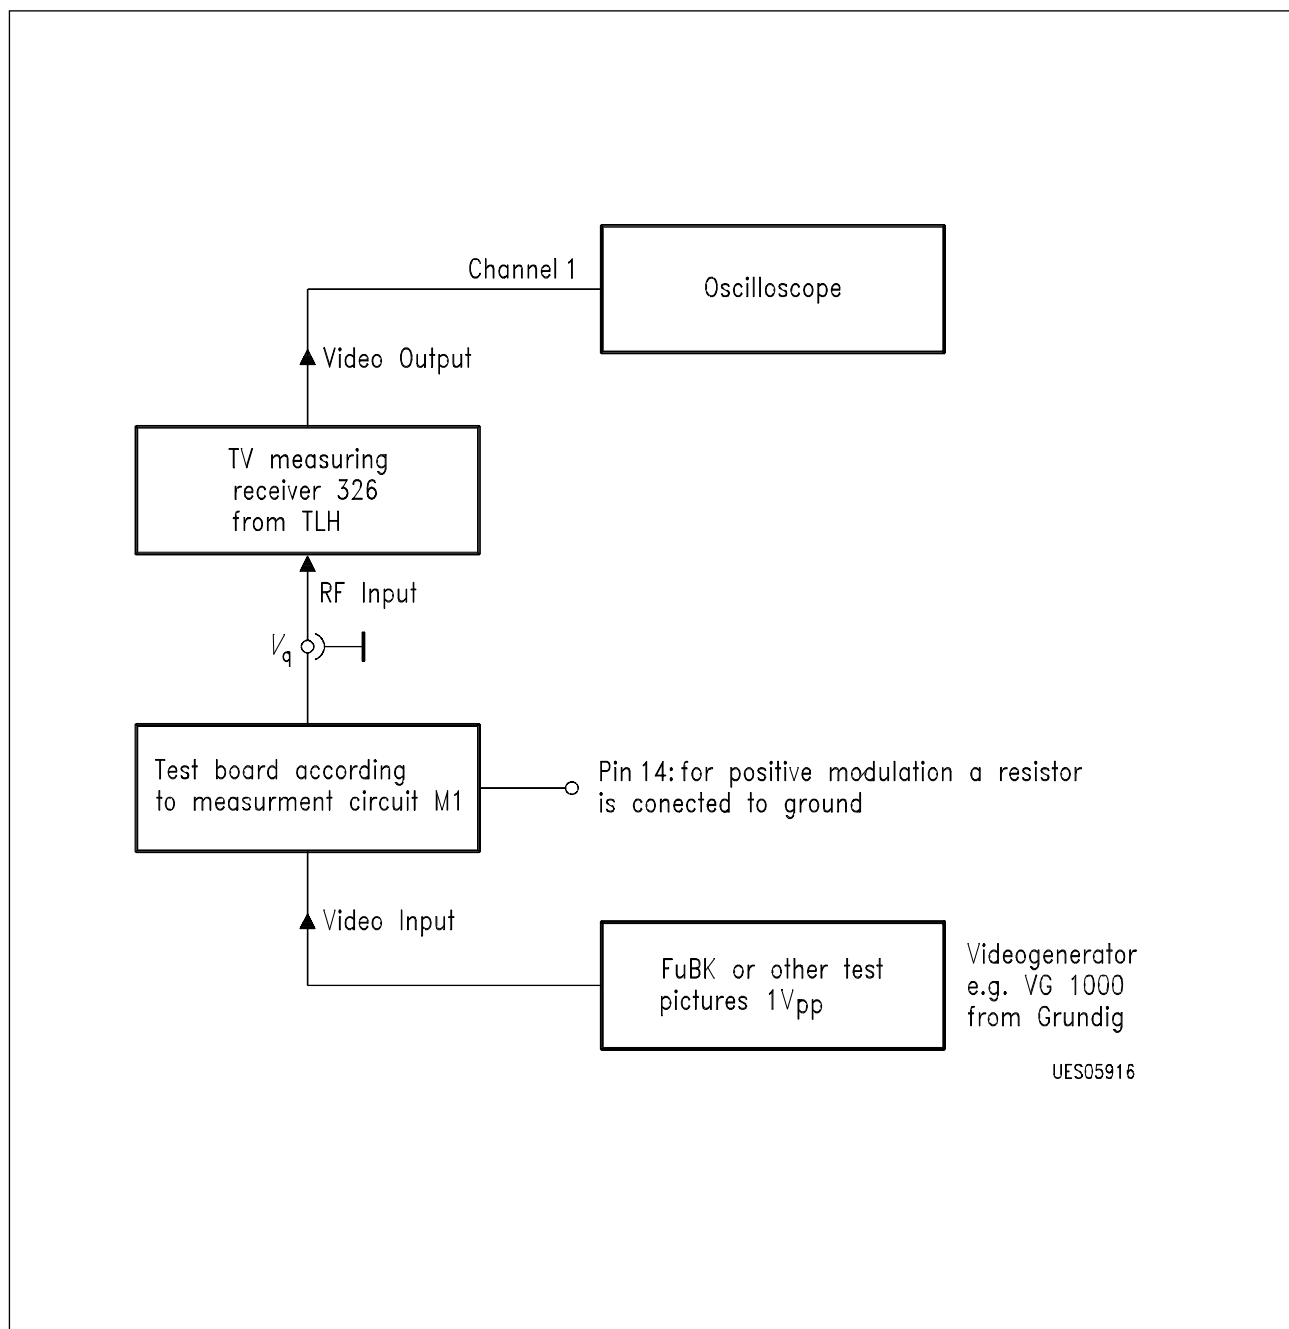 Channel 1
Oscilloscope
Video Output
TV measuring
receiver 326
from TLH
RF Input
Vq
Test board according
to measurment circuit M1
Pin 14: for positive modulation a resistor
is conected to ground
Video Input
FuBK or other test
pictures 1Vpp
Videogenerator
e.g. VG 1000
from Grundig
UES05916